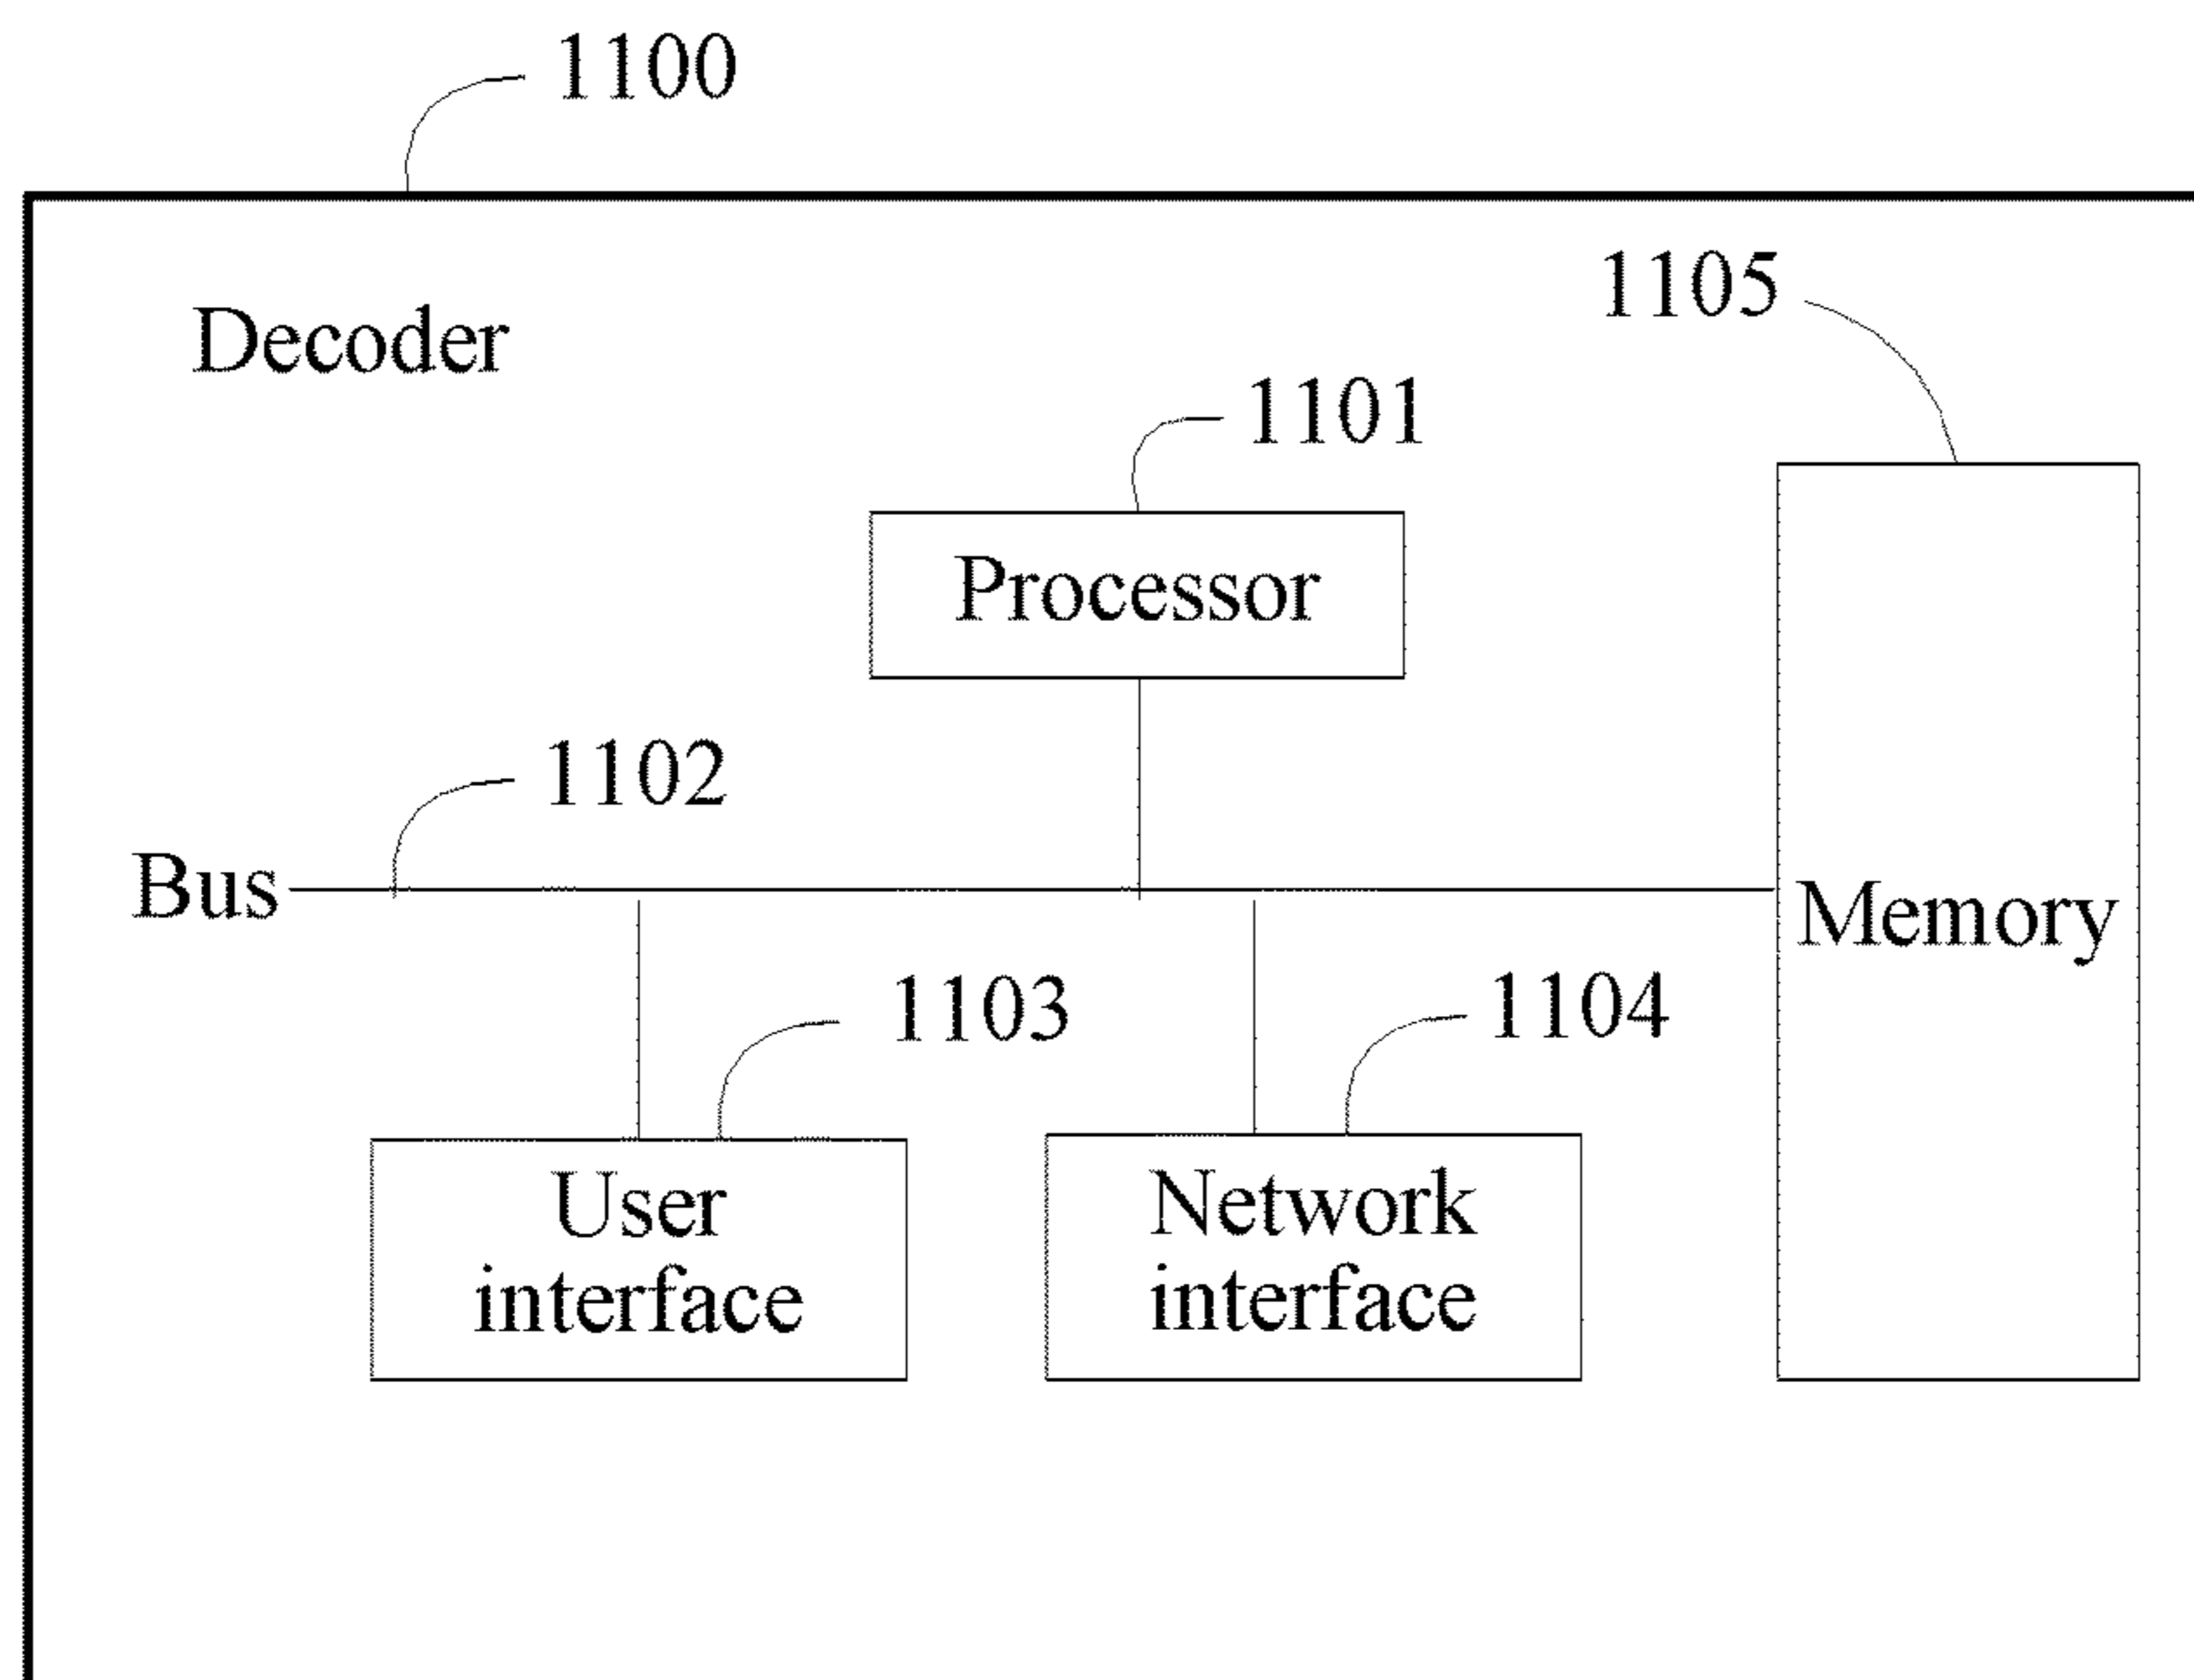 1100
Decoder
1105
1101
Processor
1102
Bus
Memory
1103
1104
User
interface
Network
interface